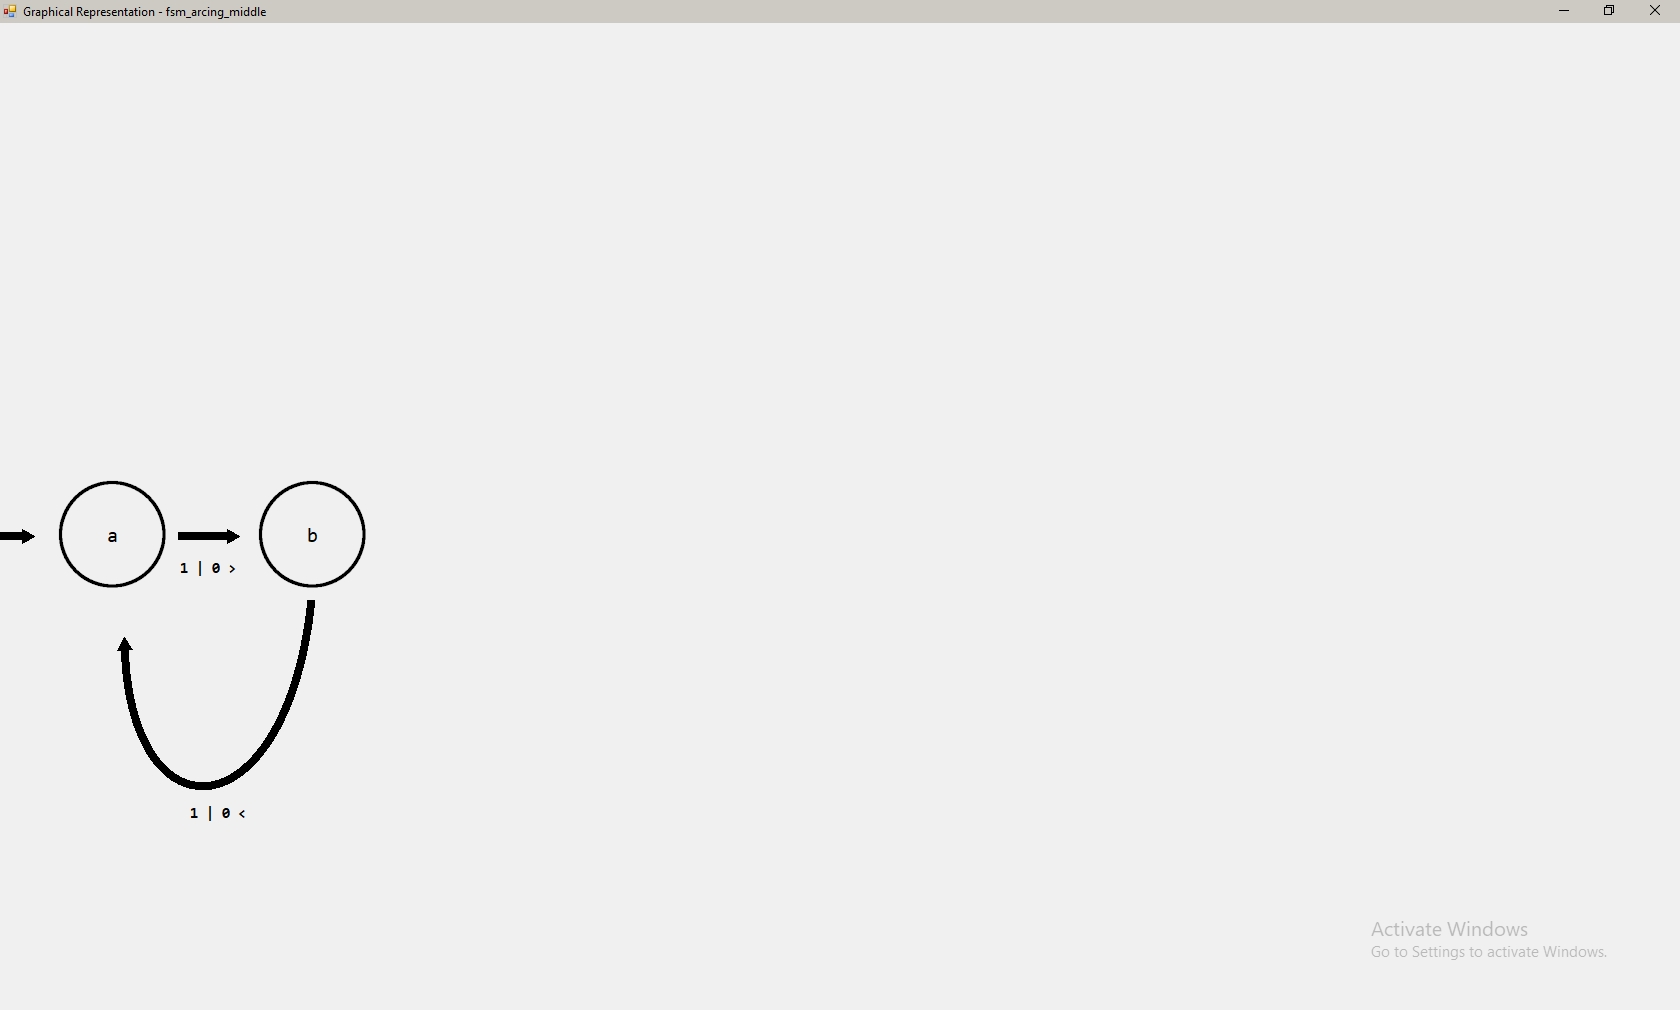 Graphical Representation - fsm_arcing_middle
a
b
1 | 0 >
1 | 0 <
Activate Windows
Go to Settings to activate Windows.